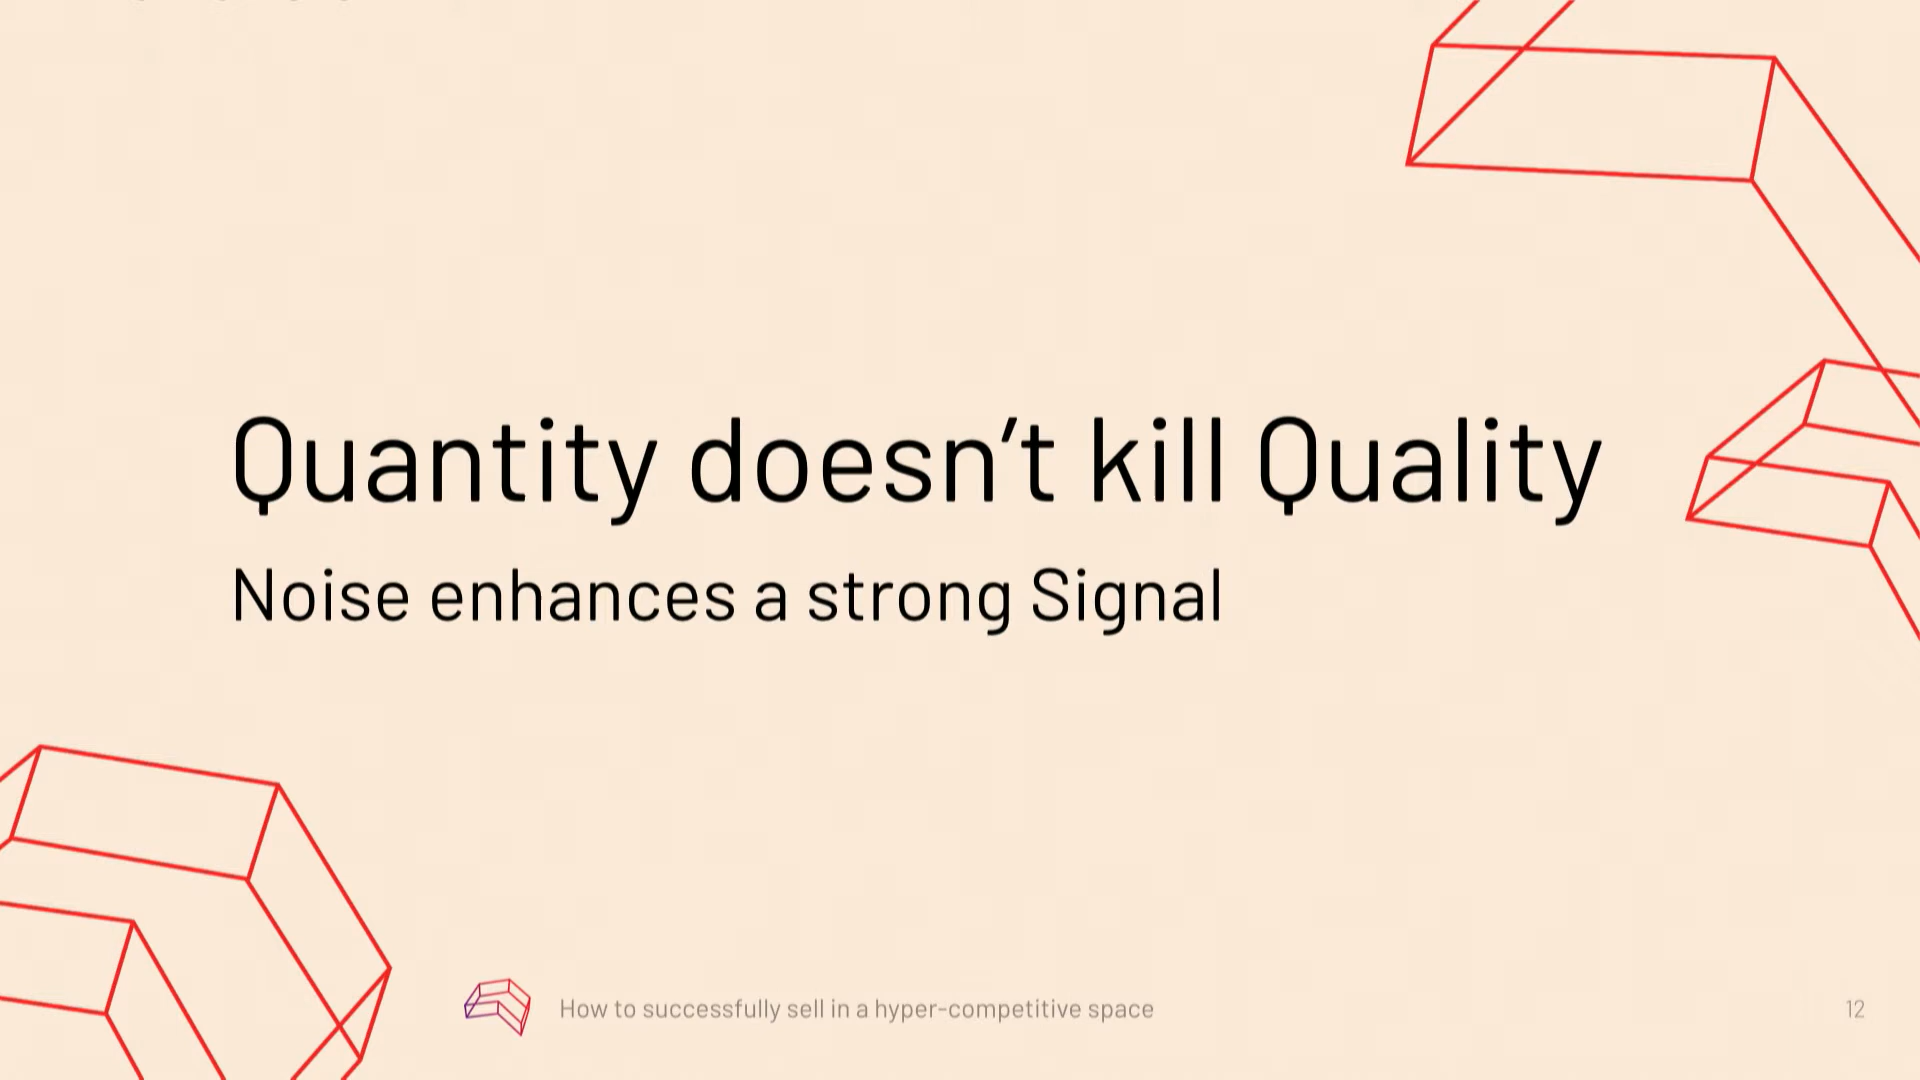 Quantity doesn’t kill Quality
Noise enhances a strong Signal
How to successfully sell in a hyper-competitive space
12